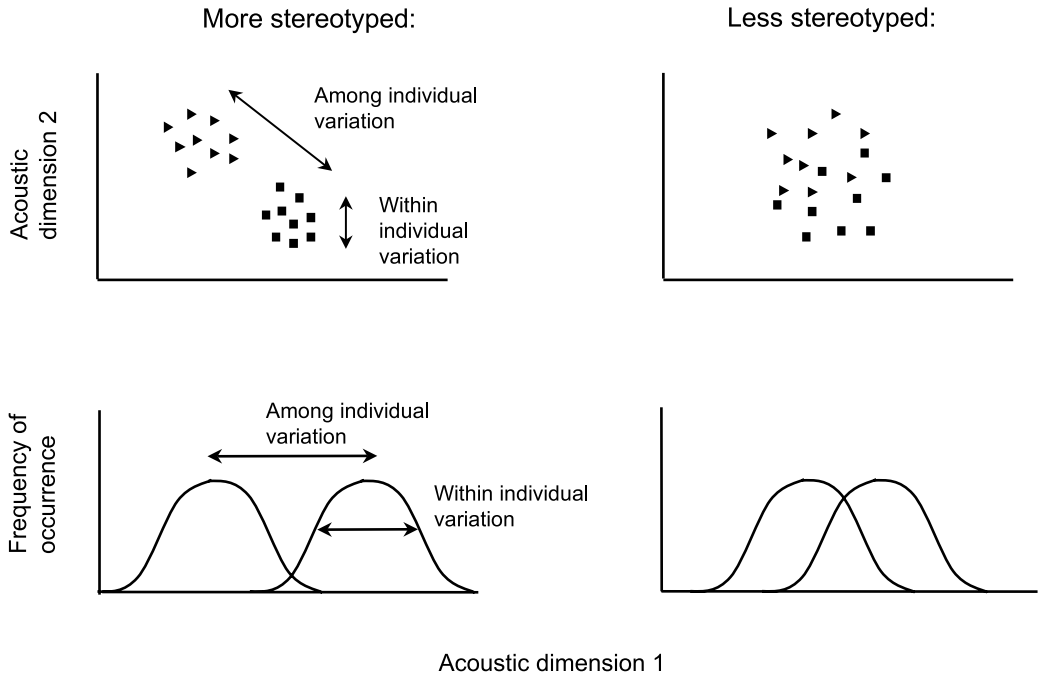 More stereotyped:
Less stereotyped:
Acoustic
dimension 2
Among individual
variation
Within
individual
variation
Frequency of
occurrence
Among individual
variation
Within individual
variation
Acoustic dimension 1